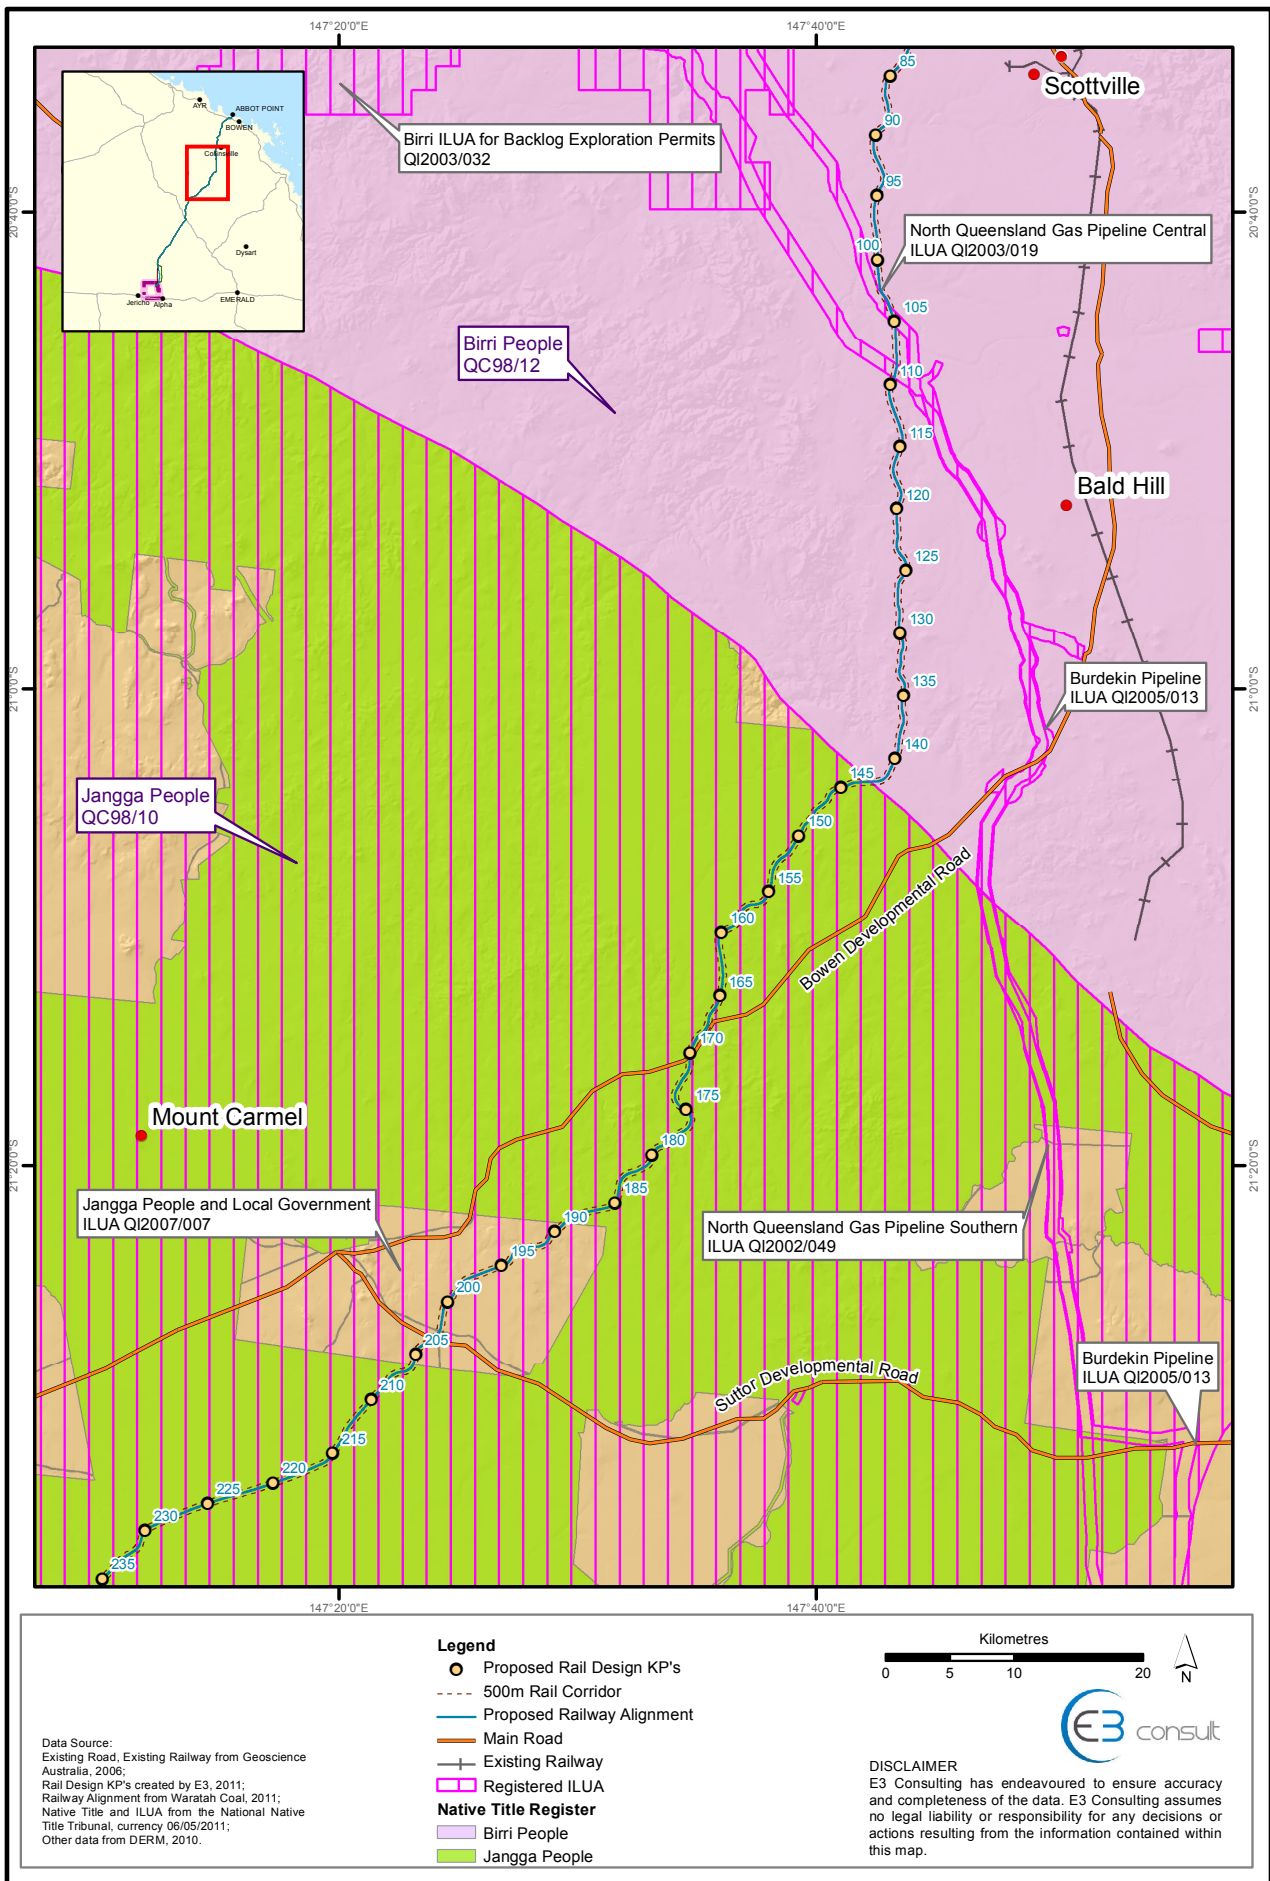 147°20'0"E
147°40'0"E
AYR
ABBOT POINT
BOWEN
Collinsville
Dysart
EMERALD
Jericho
Alpha
Birri ILUA for Backlog Exploration Permits
QI2003/032
85
Scottville
90
95
20°40'0"S
20°40'0"S
100
North Queensland Gas Pipeline Central
ILUA QI2003/019
105
Birri People
QC98/12
110
115
Bald Hill
120
125
130
21°0'0"S
21°0'0"S
135
Burdekin Pipeline
ILUA QI2005/013
140
145
Jangga People
QC98/10
150
155
Bowen Developmental Road
160
165
170
175
Mount Carmel
180
21°20'0"S
21°20'0"S
185
Jangga People and Local Government
ILUA QI2007/007
190
North Queensland Gas Pipeline Southern
ILUA QI2002/049
195
200
205
Burdekin Pipeline
ILUA QI2005/013
Suttor Developmental Road
210
215
220
225
230
235
147°20'0"E
147°40'0"E
Legend
Proposed Rail Design KP's
500m Rail Corridor
Proposed Railway Alignment
Main Road
Existing Railway
Registered ILUA
Native Title Register
Birri People
Jangga People
Kilometres
0 5 10 20
N
E3 consult
Data Source:
Existing Road, Existing Railway from Geoscience
Australia, 2006;
Rail Design KP's created by E3, 2011;
Railway Alignment from Waratah Coal, 2011;
Native Title and ILUA from the National Native
Title Tribunal, currency 06/05/2011;
Other data from DERM, 2010.
DISCLAIMER
E3 Consulting has endeavoured to ensure accuracy
and completeness of the data. E3 Consulting assumes
no legal liability or responsibility for any decisions or
actions resulting from the information contained within
this map.